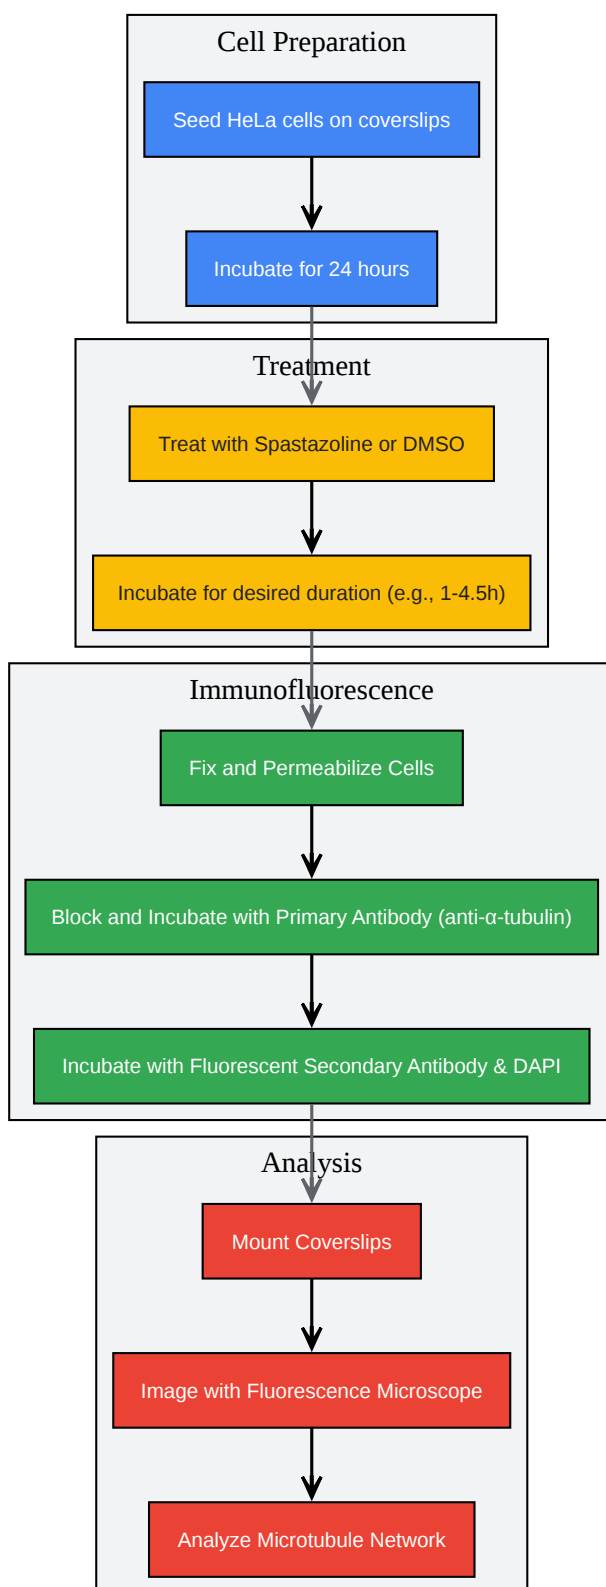 Cell Preparation
Seed HeLa cells on coverslips
Incubate for 24 hours
Treatment
Treat with Spastazoline or DMSO
Incubate for desired duration (e.g., 1-4.5h)
Immunofluorescence
Fix and Permeabilize Cells
Block and Incubate with Primary Antibody (anti-α-tubulin)
Incubate with Fluorescent Secondary Antibody & DAPI
Analysis
Mount Coverslips
Image with Fluorescence Microscope
Analyze Microtubule Network